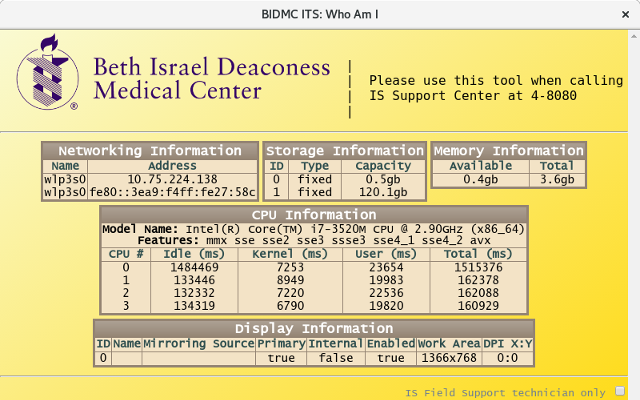 BIDMC ITS: Who Am I
Beth Israel Deaconess
Medical Center
®
|
| Please use this tool when calling
| IS Support Center at 4-8080
|
Networking Information
Name Address
wlp3s0 10.75.224.138
wlp3s0 fe80::3ea9:f4ff:fe27:58c
Storage Information
ID Type Capacity
0 fixed 0.5gb
1 fixed 120.1gb
Memory Information
Available Total
0.4gb 3.6gb
CPU Information
Model Name: Intel(R) Core(TM) i7-3520M CPU @ 2.90GHz (x86_64)
Features: mmx sse sse2 sse3 ssse3 sse4_1 sse4_2 avx
CPU # Idle (ms) Kernel (ms) User (ms) Total (ms)
0 1484469 7253 23654 1515376
1 133446 8949 19983 162378
2 132332 7220 22536 162088
3 134319 6790 19820 160929
Display Information
ID Name Mirroring Source Primary Internal Enabled Work Area DPI X:Y
0 true false true 1366x768 0:0
IS Field Support technician only